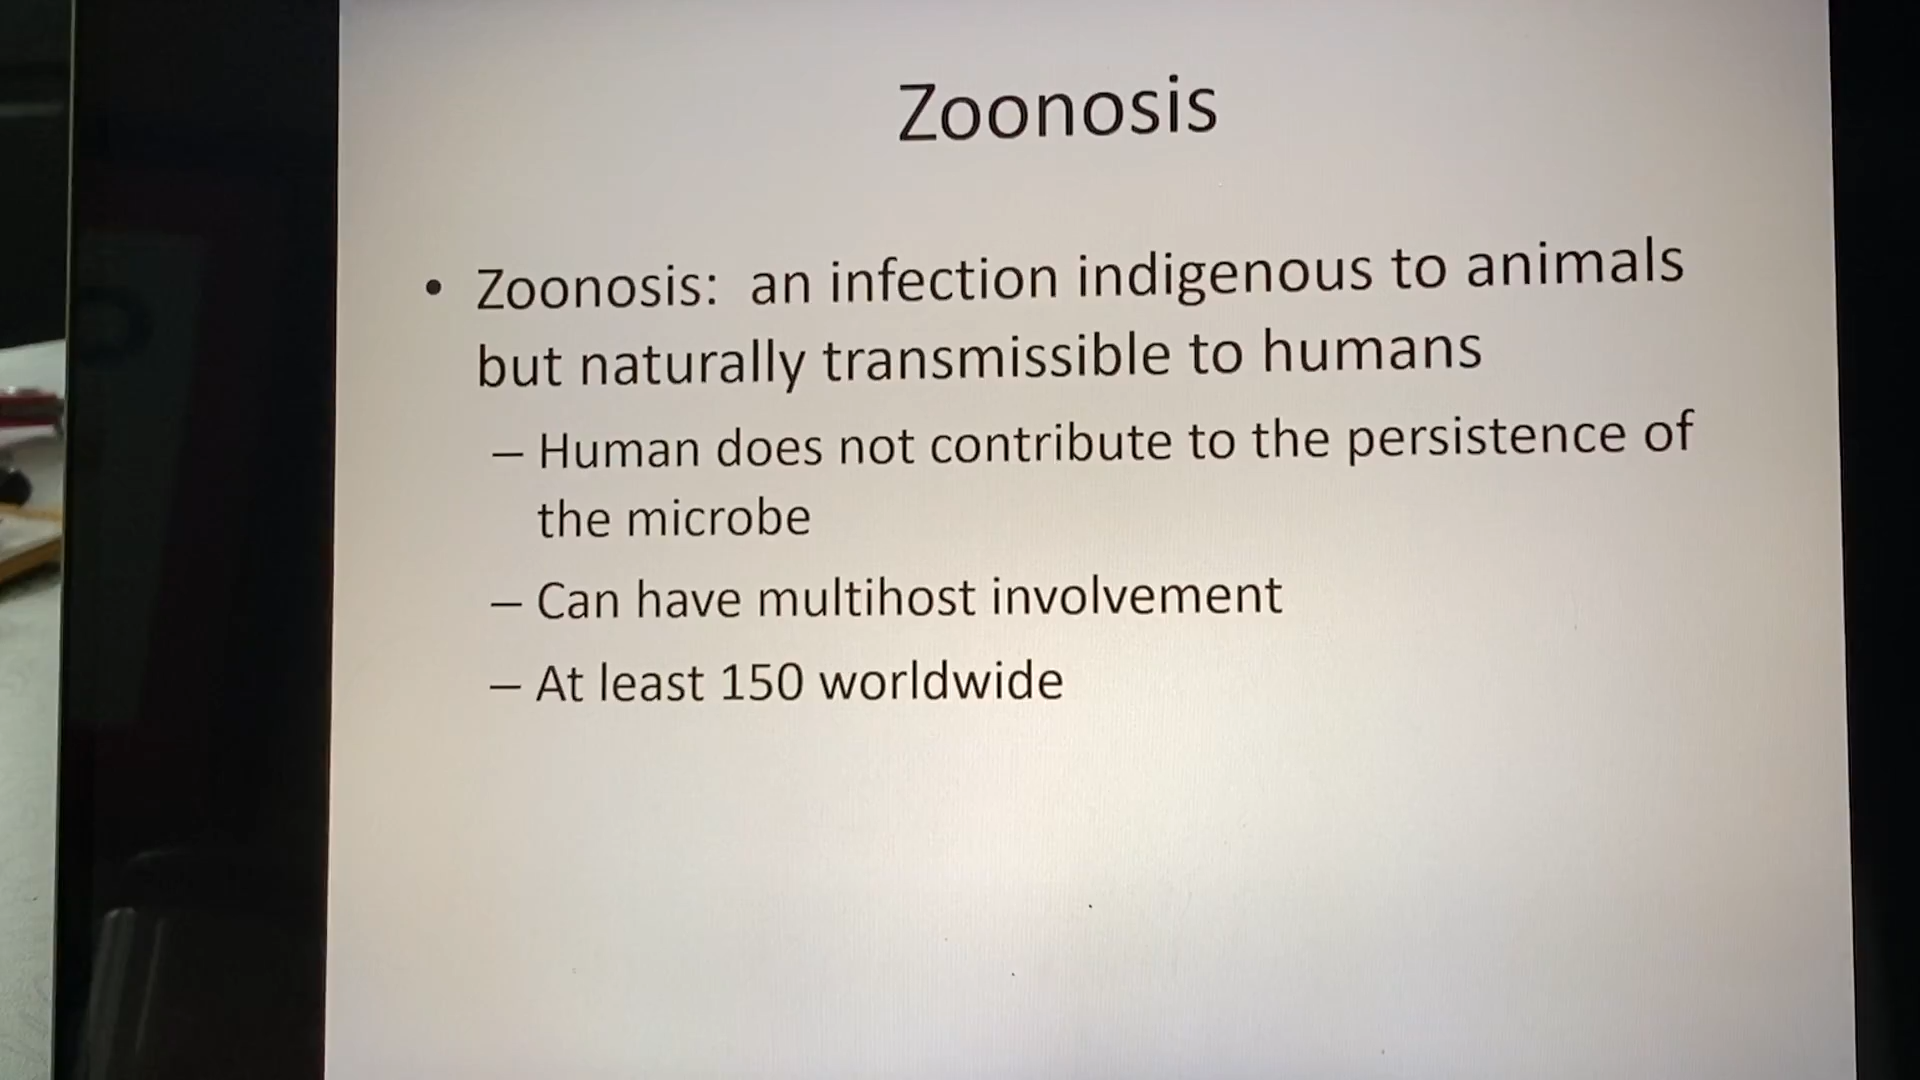 Zoonosis
• Zoonosis: an infection indigenous to animals
but naturally transmissible to humans
– Human does not contribute to the persistence of
the microbe
– Can have multihost involvement
– At least 150 worldwide